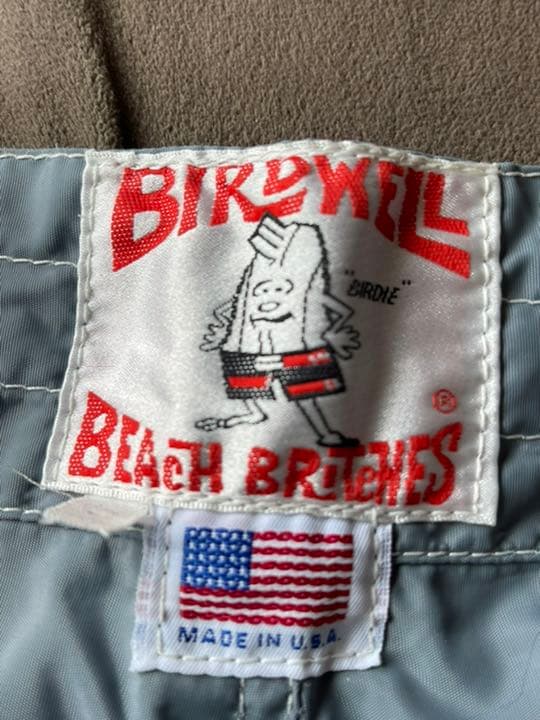 BIRDWELL
"BIRDIE"
®
BEACH BRITCHES
MADE IN U.S.A.